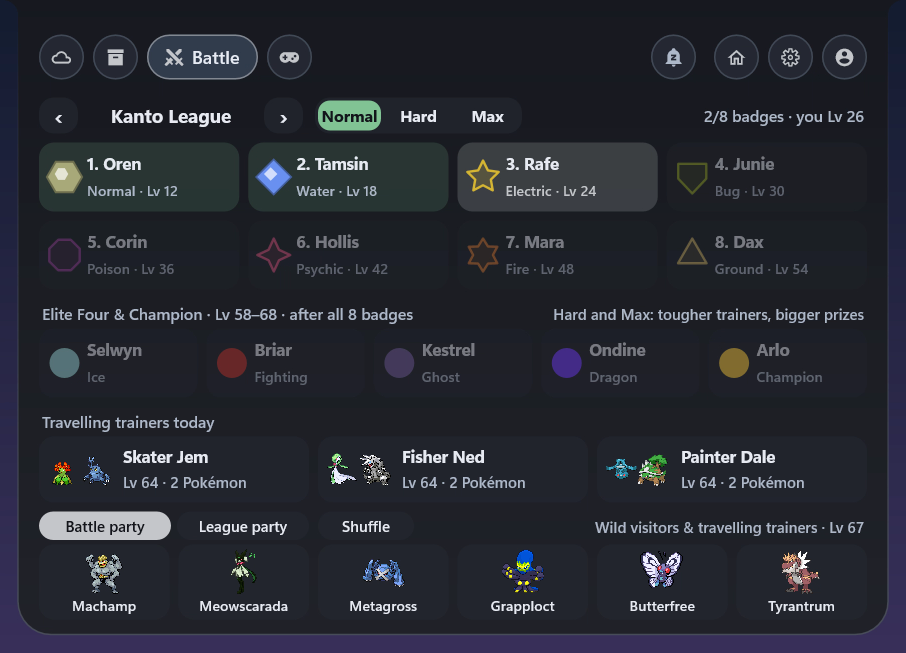 Battle
‹ Kanto League › Normal Hard Max 2/8 badges · you Lv 26
1. Oren
Normal · Lv 12
2. Tamsin
Water · Lv 18
3. Rafe
Electric · Lv 24
4. Junie
Bug · Lv 30
5. Corin
Poison · Lv 36
6. Hollis
Psychic · Lv 42
7. Mara
Fire · Lv 48
8. Dax
Ground · Lv 54
Elite Four & Champion · Lv 58–68 · after all 8 badges
Hard and Max: tougher trainers, bigger prizes
Selwyn
Ice
Briar
Fighting
Kestrel
Ghost
Ondine
Dragon
Arlo
Champion
Travelling trainers today
Skater Jem
Lv 64 · 2 Pokémon
Fisher Ned
Lv 64 · 2 Pokémon
Painter Dale
Lv 64 · 2 Pokémon
Battle party League party Shuffle
Wild visitors & travelling trainers · Lv 67
Machamp
Meowscarada
Metagross
Grapploct
Butterfree
Tyrantrum